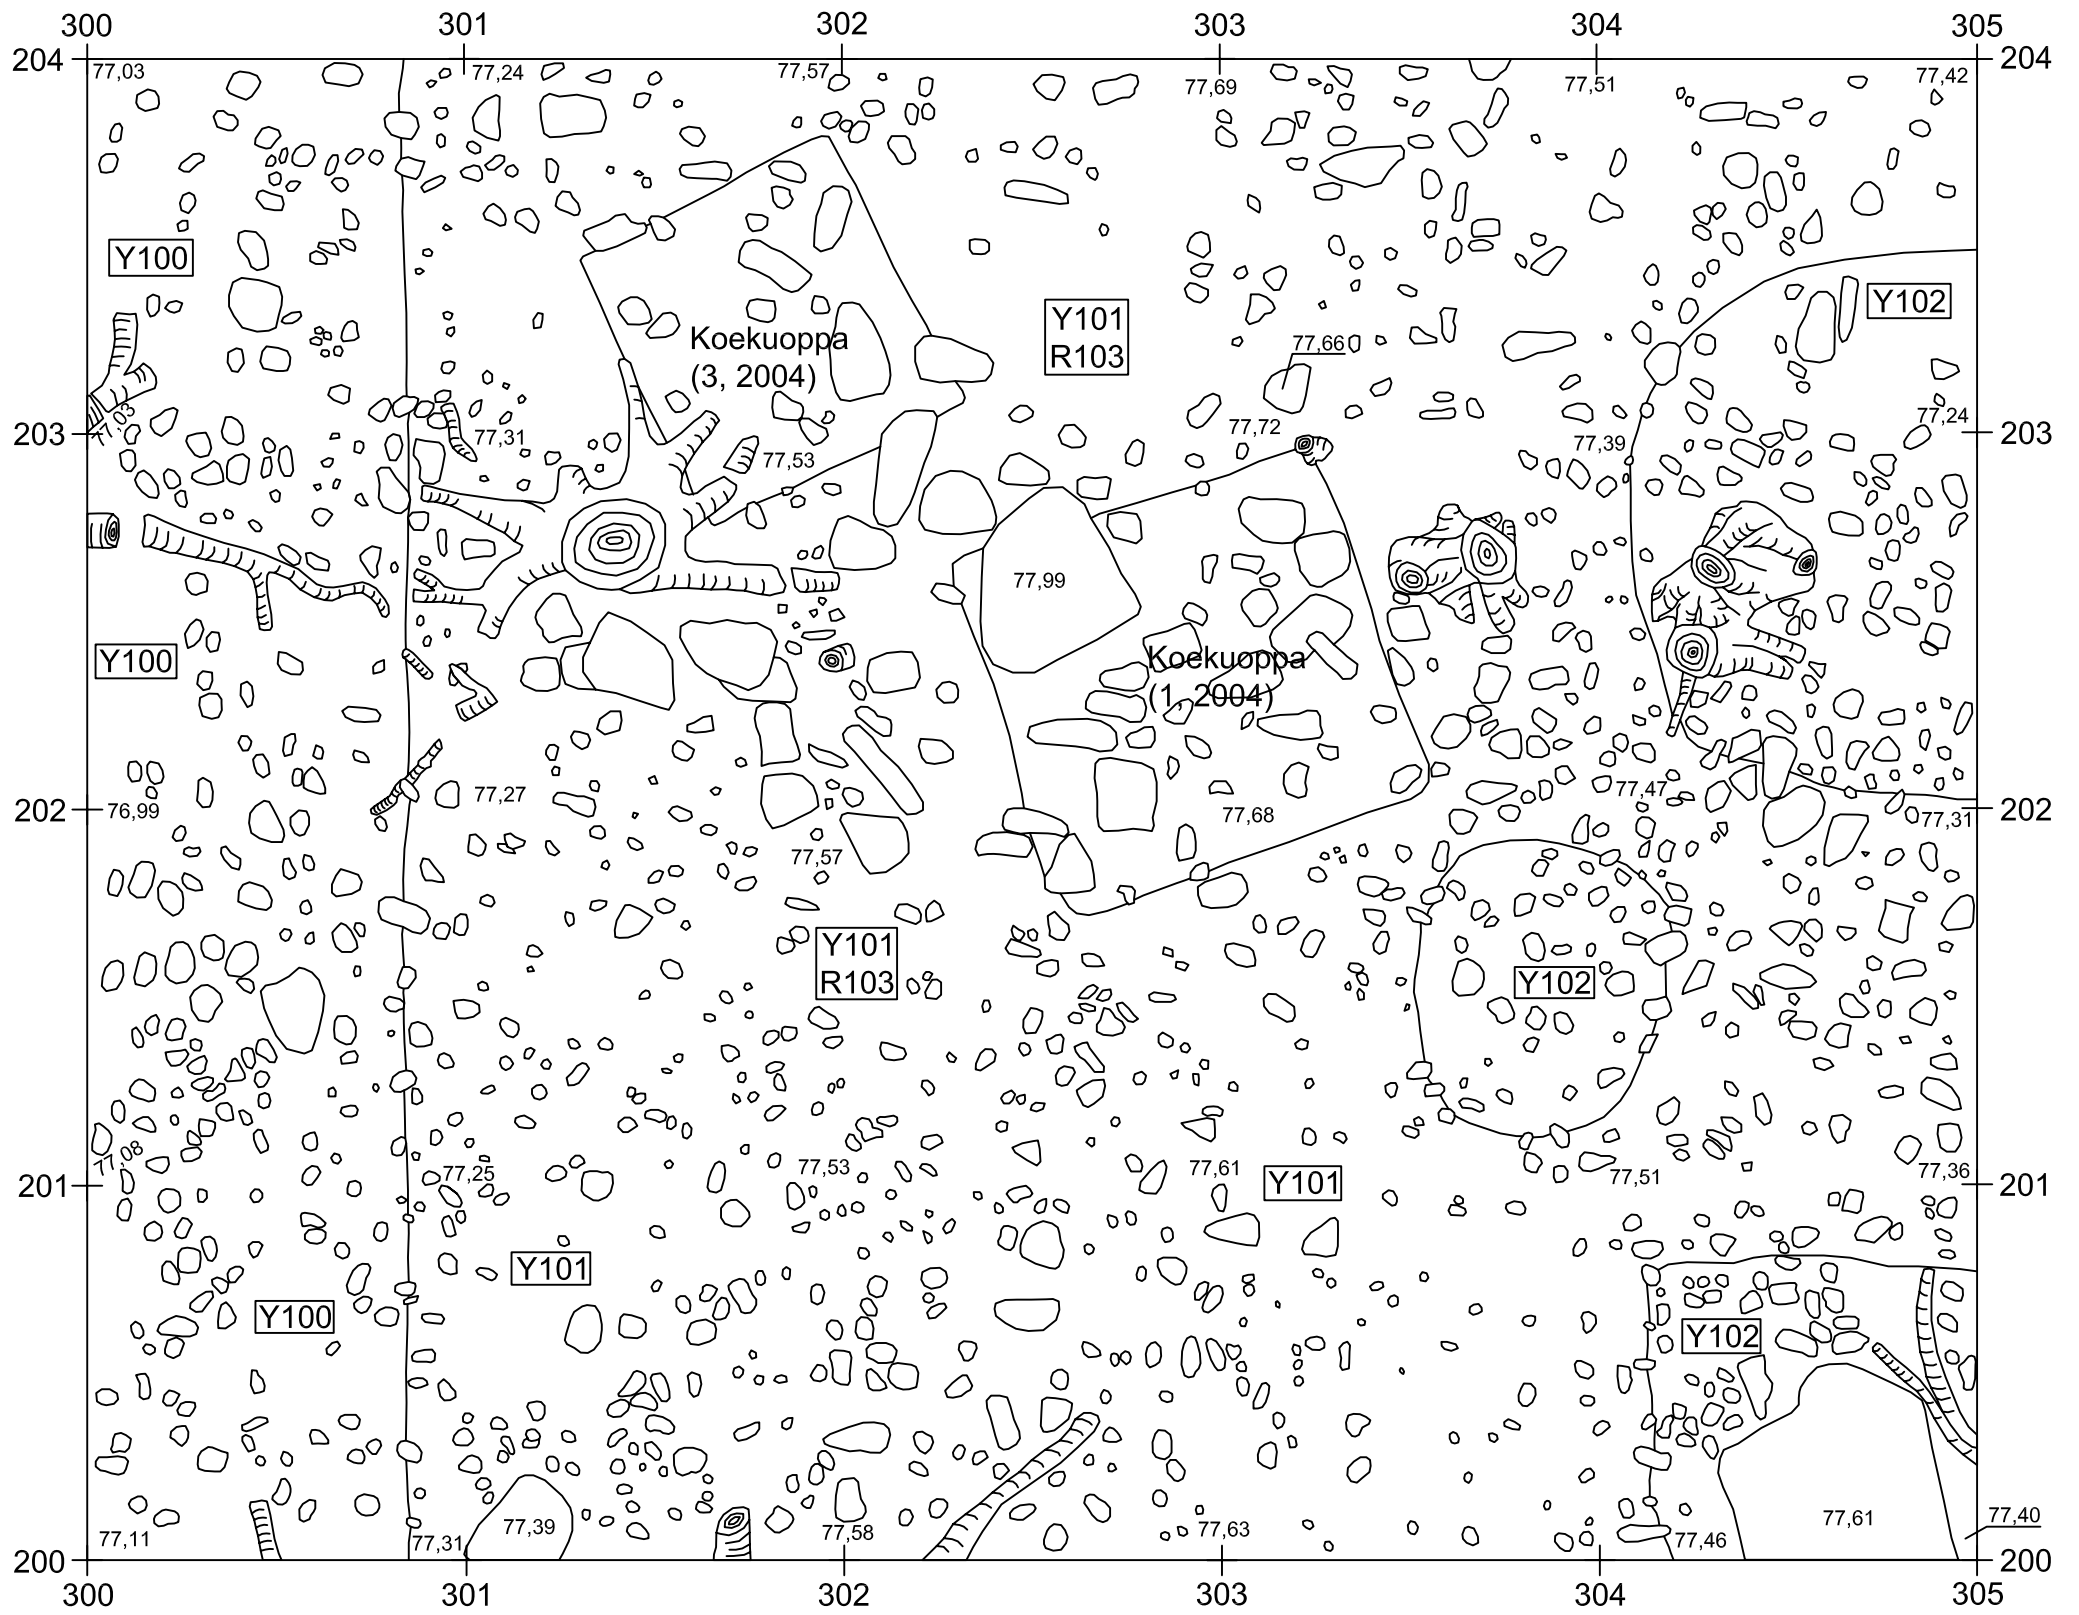 300 301 302 303 304 305
204 204
77,03 77,24 77,57 77,69 77,51 77,42
Y100
Y102
Y101
R103
Koekuoppa
(3, 2004)
77,66
77,03 77,31 77,53 77,72 77,39 77,24
203 203
77,99
Y100
Koekuoppa
(1, 2004)
76,99 77,27 77,57 77,68 77,47 77,31
202 202
Y101
R103
Y102
77,08 77,25 77,53 77,61 77,51 77,36
201 201
Y101
Y101
Y100
Y102
77,11 77,31 77,39 77,58 77,63 77,46 77,61 77,40
200 200
300 301 302 303 304 305